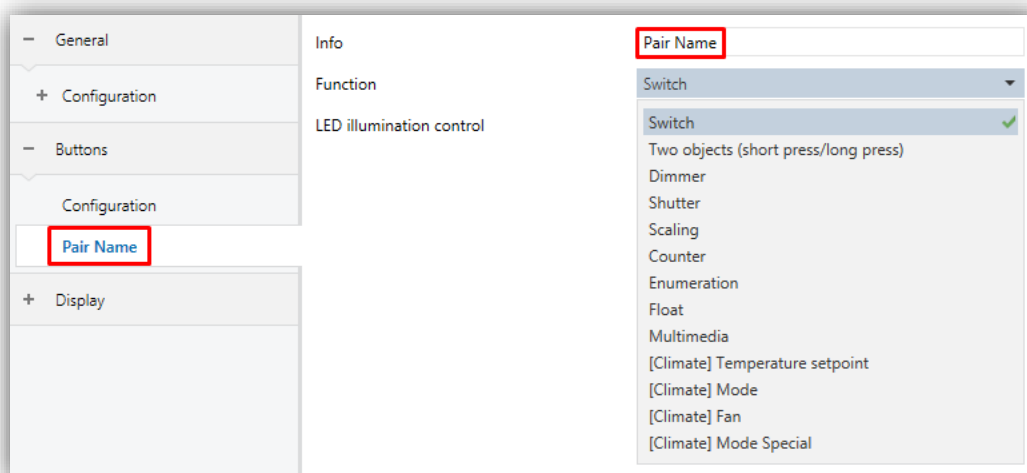 General
Configuration
Buttons
Configuration
Pair Name
Display
Info
Pair Name
Function
Switch
LED illumination control
Switch
Two objects (short press/long press)
Dimmer
Shutter
Scaling
Counter
Enumeration
Float
Multimedia
[Climate] Temperature setpoint
[Climate] Mode
[Climate] Fan
[Climate] Mode Special